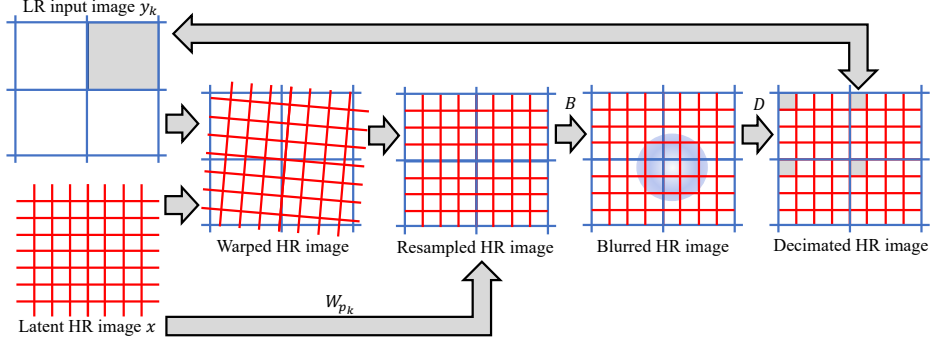 LR input image yₖ
B
D
Warped HR image
Resampled HR image
Blurred HR image
Decimated HR image
W_{p_k}
Latent HR image x